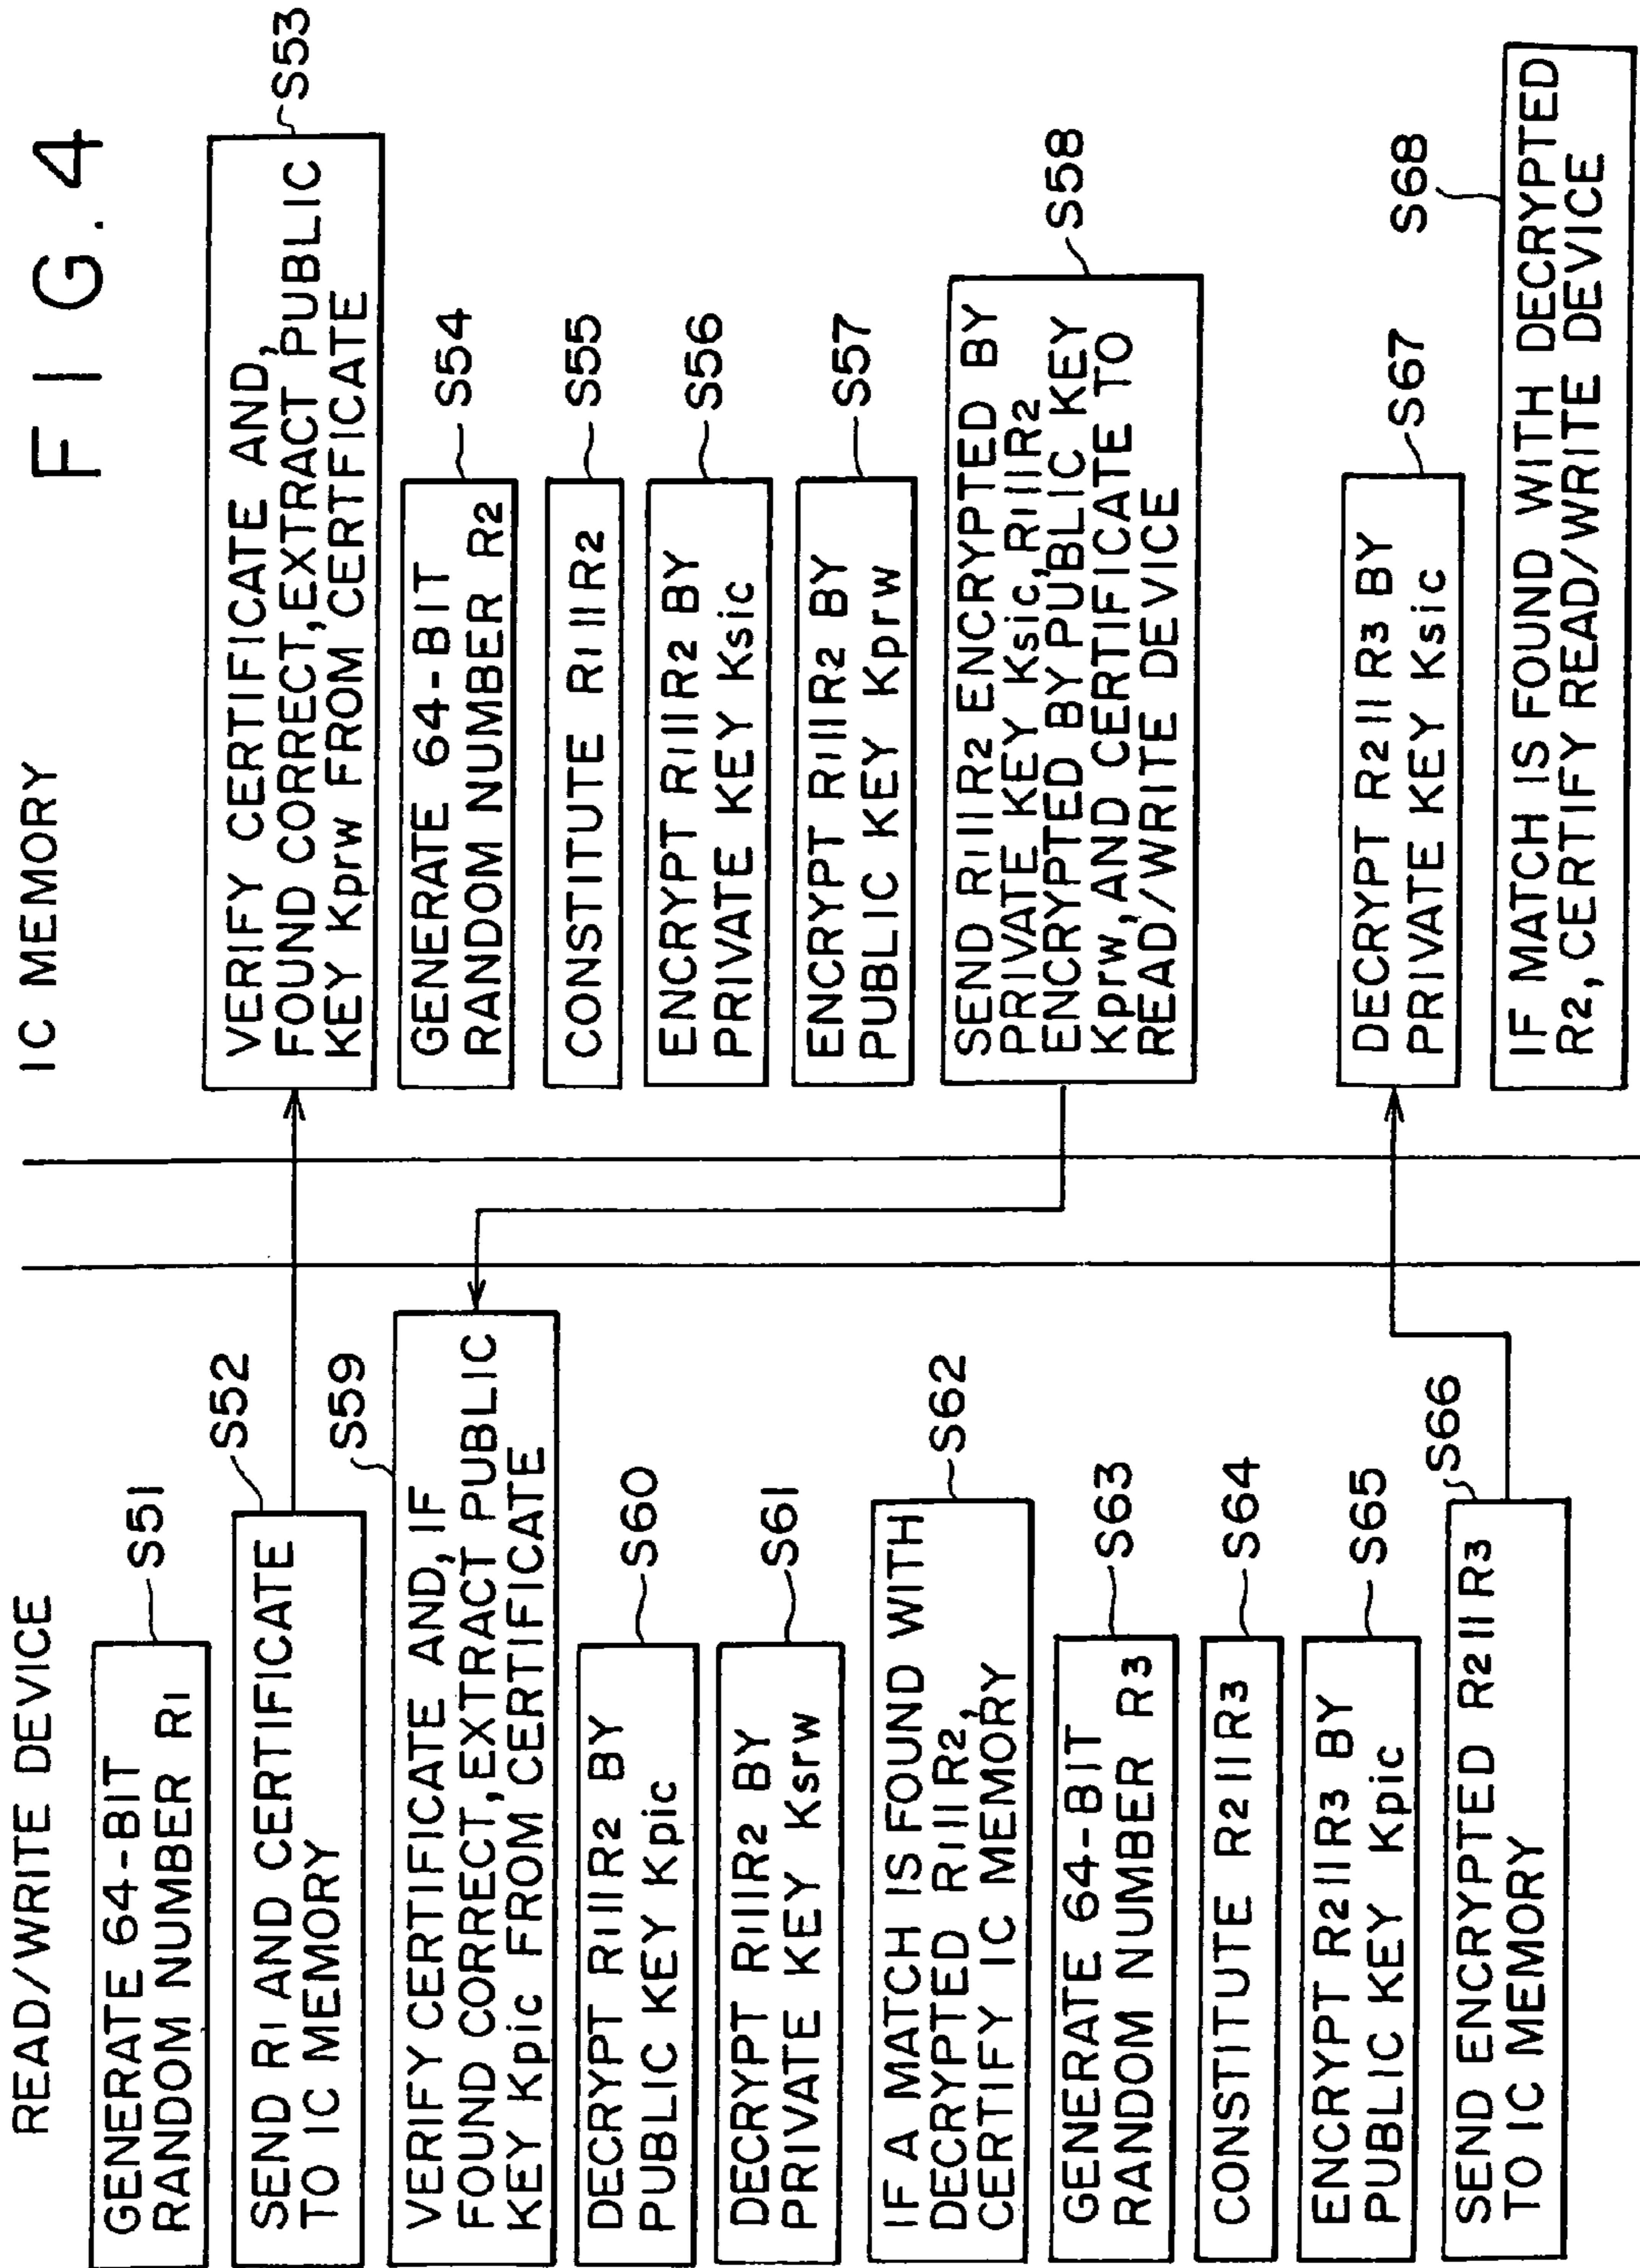 FIG.4
READ/WRITE DEVICE
GENERATE 64-BIT
RANDOM NUMBER R1
S51
SEND R1 AND CERTIFICATE
TO IC MEMORY
S52
VERIFY CERTIFICATE AND, IF
FOUND CORRECT, EXTRACT PUBLIC
KEY Kpic FROM CERTIFICATE
S59
DECRYPT R1||R2 BY
PUBLIC KEY Kpic
S60
DECRYPT R1||R2 BY
PRIVATE KEY Ksrw
S61
IF A MATCH IS FOUND WITH
DECRYPTED R1||R2,
CERTIFY IC MEMORY
S62
GENERATE 64-BIT
RANDOM NUMBER R3
S63
CONSTITUTE R2||R3
S64
ENCRYPT R2||R3 BY
PUBLIC KEY Kpic
S65
SEND ENCRYPTED R2||R3
TO IC MEMORY
S66
IC MEMORY
VERIFY CERTIFICATE AND,
FOUND CORRECT, EXTRACT PUBLIC
KEY Kprw FROM CERTIFICATE
S53
GENERATE 64-BIT
RANDOM NUMBER R2
S54
CONSTITUTE R1||R2
S55
ENCRYPT R1||R2 BY
PRIVATE KEY Ksic
S56
ENCRYPT R1||R2 BY
PUBLIC KEY Kprw
S57
SEND R1||R2 ENCRYPTED BY
PRIVATE KEY Ksic, R1||R2
ENCRYPTED BY PUBLIC KEY
Kprw, AND CERTIFICATE TO
READ/WRITE DEVICE
S58
DECRYPT R2||R3 BY
PRIVATE KEY Ksic
S67
IF MATCH IS FOUND WITH DECRYPTED
R2, CERTIFY READ/WRITE DEVICE
S68